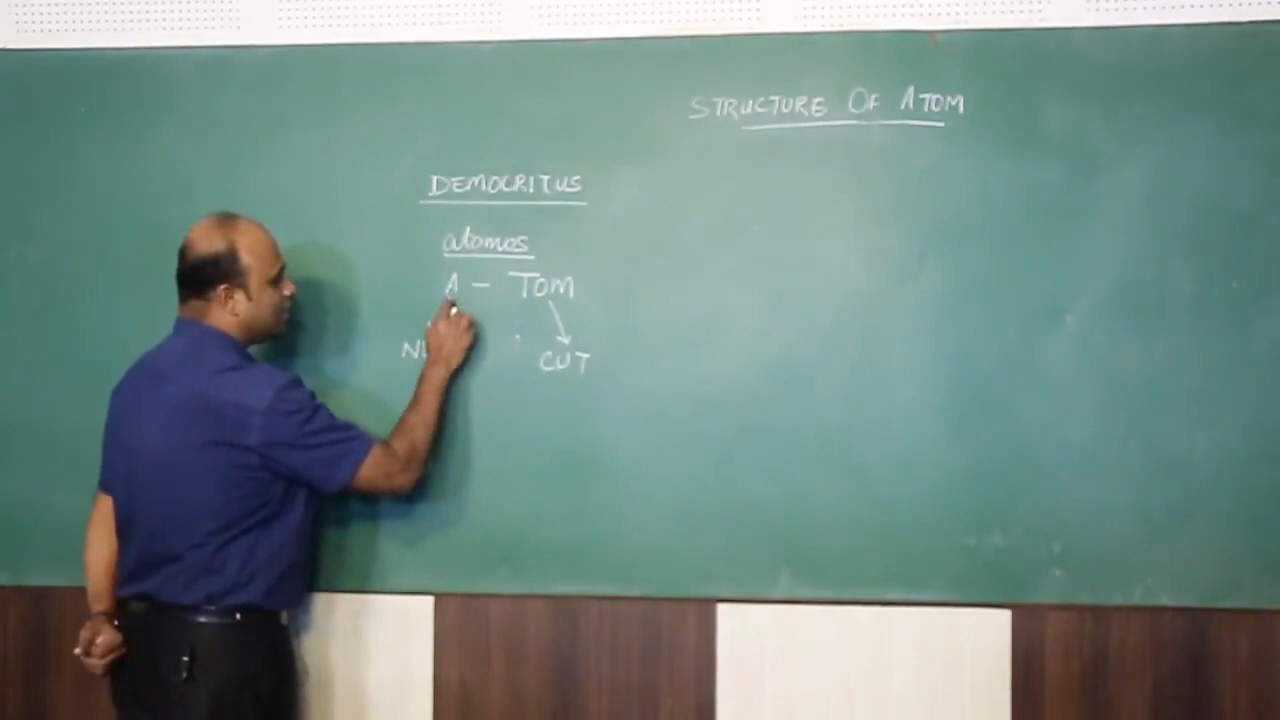 STRUCTURE OF ATOM
DEMOCRITUS
atomos
A - TOM
CUT